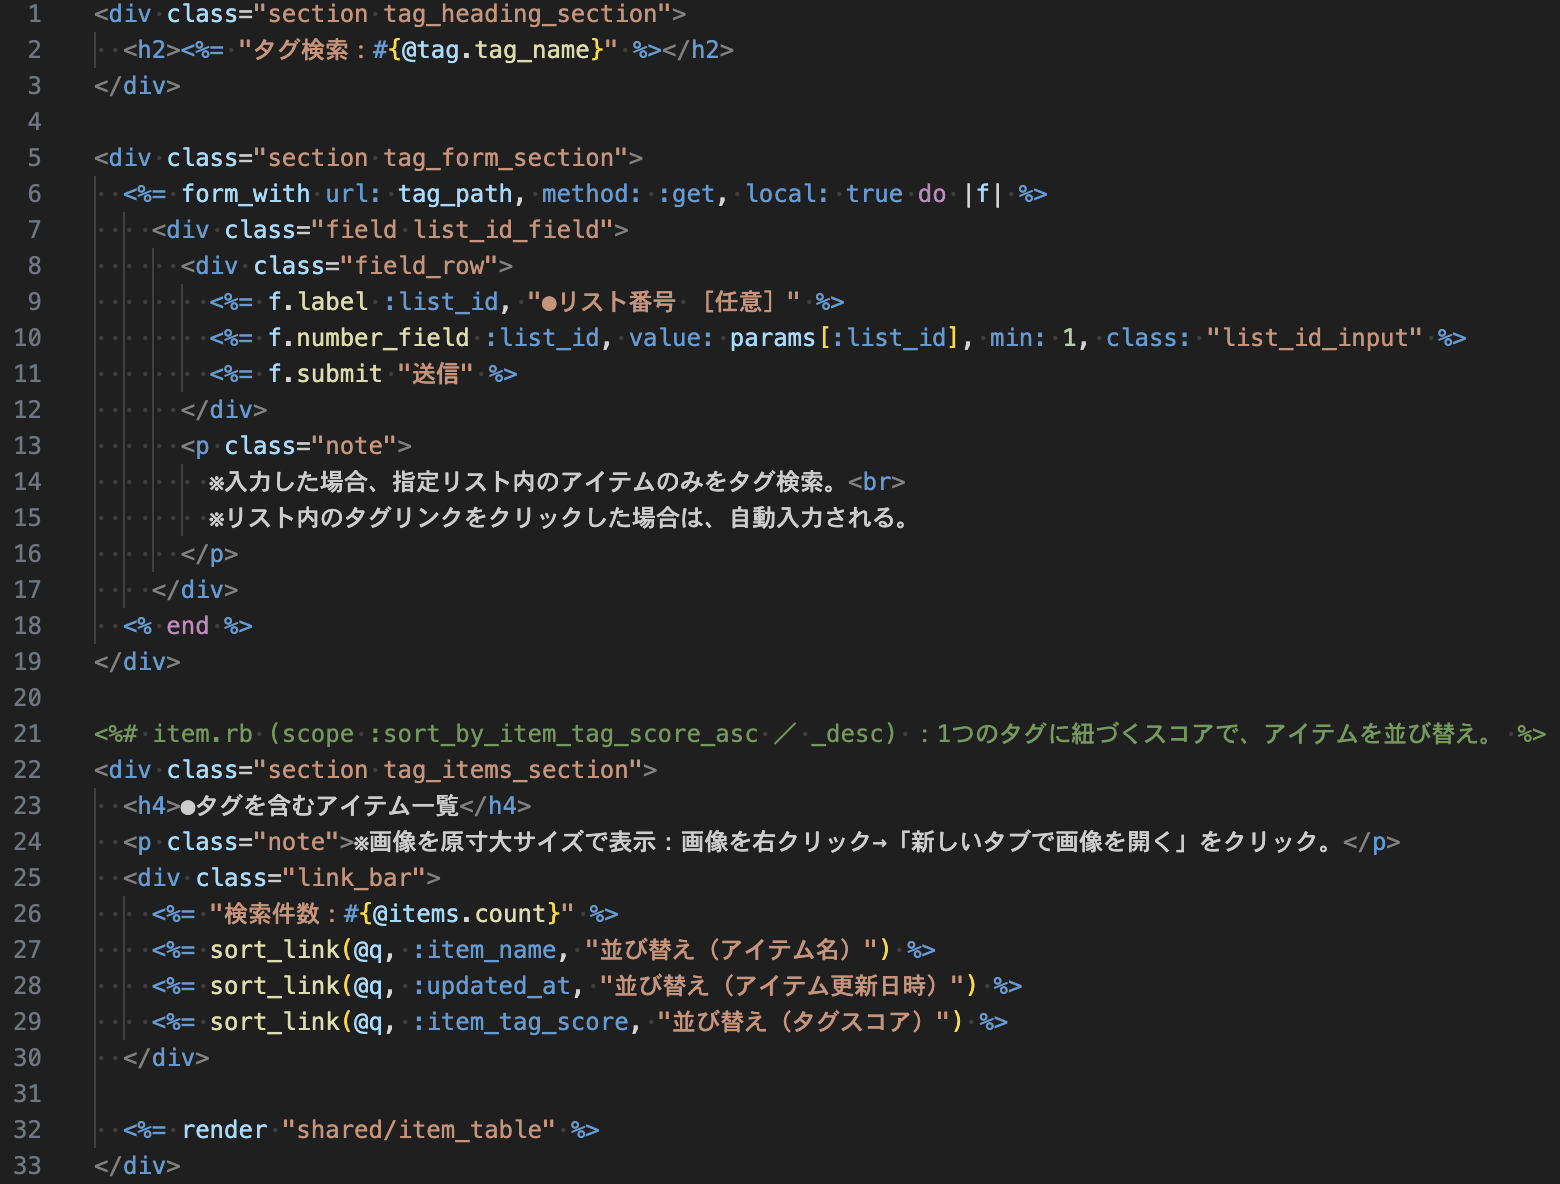 1 <div class="section tag_heading_section">
2   <h2><%= "タグ検索：#{@tag.tag_name}" %></h2>
3 </div>
4
5 <div class="section tag_form_section">
6   <%= form_with url: tag_path, method: :get, local: true do |f| %>
7     <div class="field list_id_field">
8       <div class="field_row">
9         <%= f.label :list_id, "●リスト番号 ［任意］" %>
10         <%= f.number_field :list_id, value: params[:list_id], min: 1, class: "list_id_input" %>
11         <%= f.submit "送信" %>
12       </div>
13       <p class="note">
14         ※入力した場合、指定リスト内のアイテムのみをタグ検索。<br>
15         ※リスト内のタグリンクをクリックした場合は、自動入力される。
16       </p>
17     </div>
18   <% end %>
19 </div>
20
21 <%# item.rb (scope :sort_by_item_tag_score_asc ／ _desc) ：1つのタグに紐づくスコアで、アイテムを並び替え。 %>
22 <div class="section tag_items_section">
23   <h4>●タグを含むアイテム一覧</h4>
24   <p class="note">※画像を原寸大サイズで表示：画像を右クリック→「新しいタブで画像を開く」をクリック。</p>
25   <div class="link_bar">
26     <%= "検索件数：#{@items.count}" %>
27     <%= sort_link(@q, :item_name, "並び替え（アイテム名）") %>
28     <%= sort_link(@q, :updated_at, "並び替え（アイテム更新日時）") %>
29     <%= sort_link(@q, :item_tag_score, "並び替え（タグスコア）") %>
30   </div>
31
32   <%= render "shared/item_table" %>
33 </div>